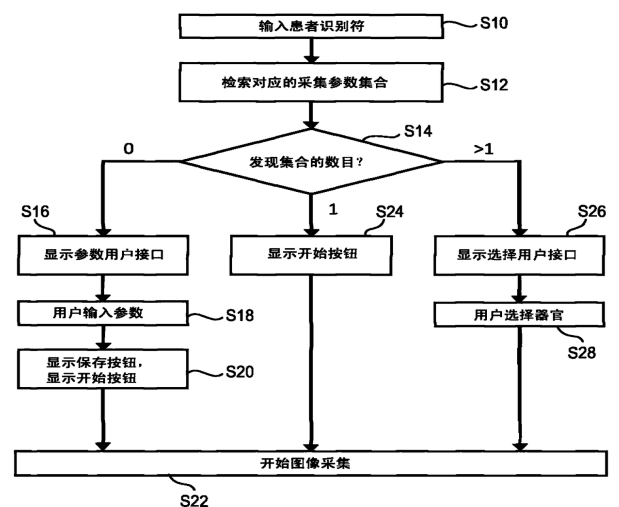 输入患者识别符
S10
检索对应的采集参数集合
S12
S14
发现集合的数目?
0
1
>1
S16
显示参数用户接口
S24
显示开始按钮
S26
显示选择用户接口
用户输入参数
S18
用户选择器官
S28
显示保存按钮,
显示开始按钮
S20
开始图像采集
S22